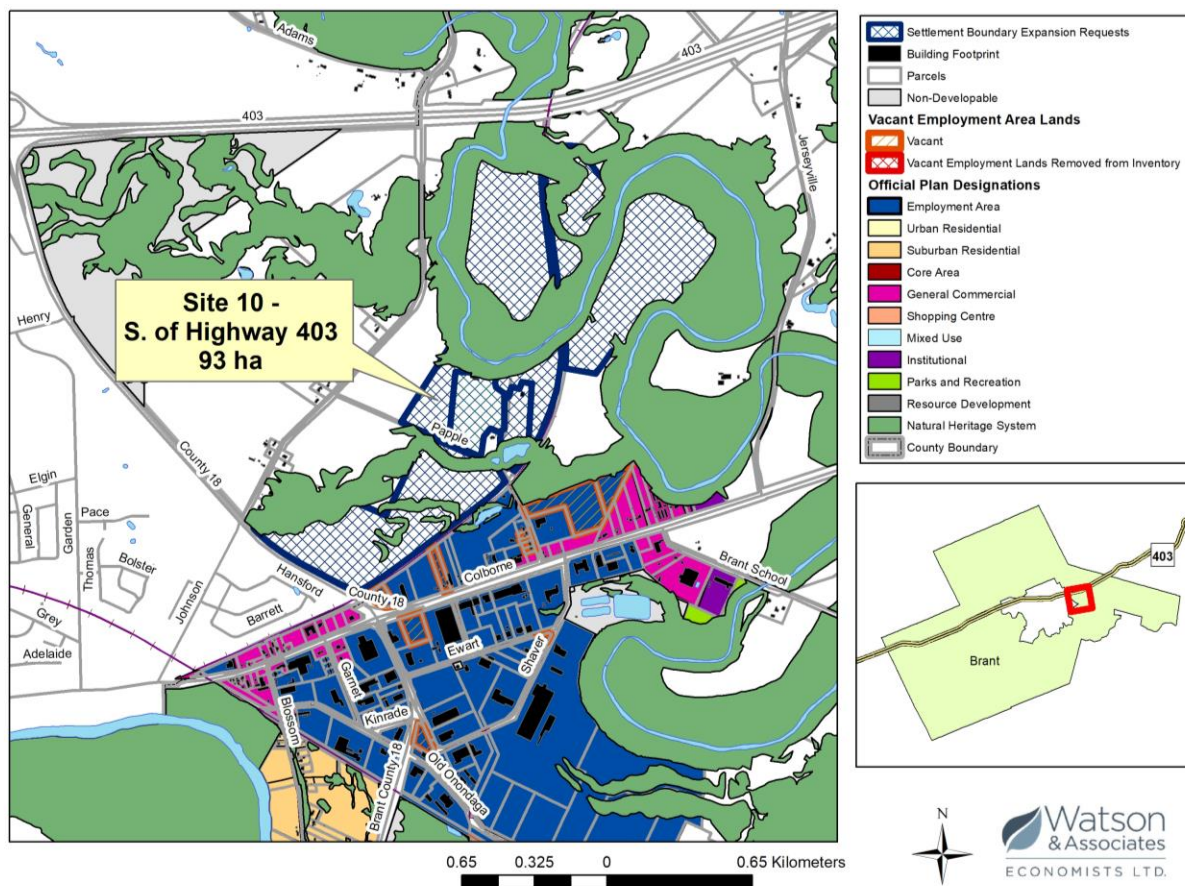 Adams
403
403
Jerseyville
Site 10 -
S. of Highway 403
93 ha
Henry
County 18
Papple
Elgin
General
Garden
Pace
Thomas
Bolster
Johnson
Hansford
Barrett
County 18
Colborne
Brant School
Grey
Adelaide
Ewart
Shaver
Garnet
Kinrade
Blossom
Brant County 18
Old Onondaga
Settlement Boundary Expansion Requests
Building Footprint
Parcels
Non-Developable
Vacant Employment Area Lands
Vacant
Vacant Employment Lands Removed from Inventory
Official Plan Designations
Employment Area
Urban Residential
Suburban Residential
Core Area
General Commercial
Shopping Centre
Mixed Use
Institutional
Parks and Recreation
Resource Development
Natural Heritage System
County Boundary
403
Brant
N
Watson
& Associates
ECONOMISTS LTD.
0.65 0.325 0 0.65 Kilometers